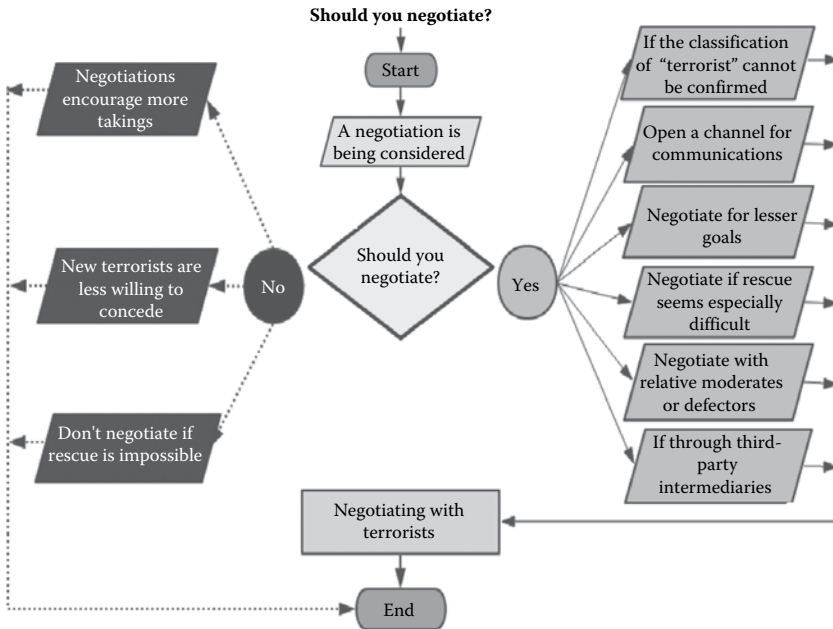 Should you negotiate?
Start
A negotiation is
being considered
Should you
negotiate?
No
Negotiations
encourage more
takings
New terrorists are
less willing to
concede
Don't negotiate if
rescue is impossible
Yes
If the classification
of “terrorist” cannot
be confirmed
Open a channel for
communications
Negotiate for lesser
goals
Negotiate if rescue
seems especially
difficult
Negotiate with
relative moderates
or defectors
If through third-
party
intermediaries
Negotiating with
terrorists
End